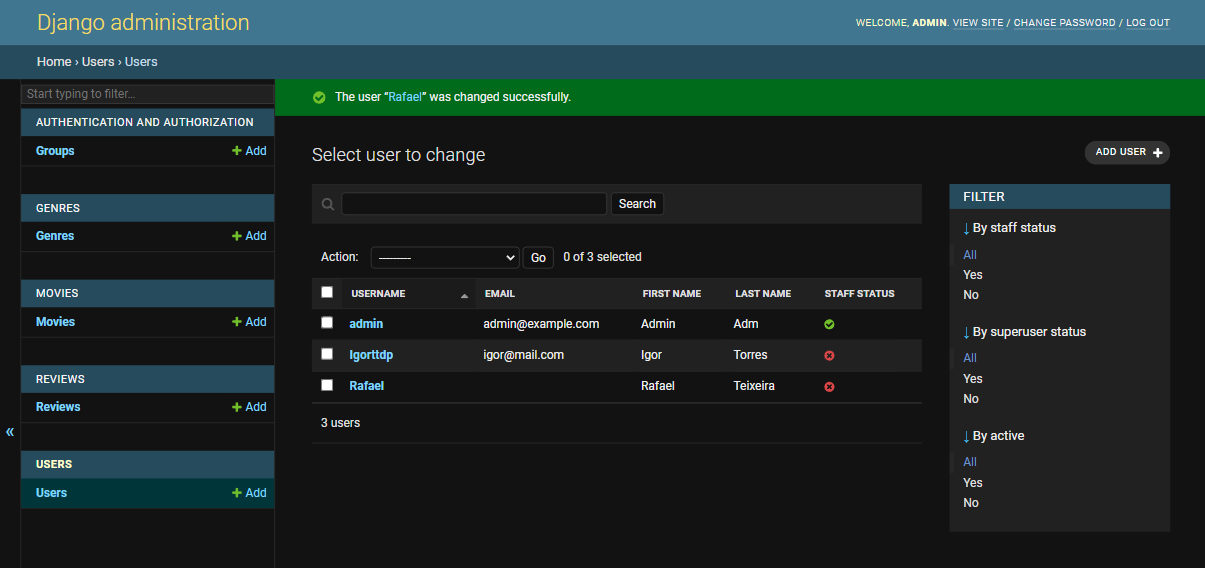 Django administration
WELCOME, ADMIN. VIEW SITE / CHANGE PASSWORD / LOG OUT
Home › Users › Users
Start typing to filter…
AUTHENTICATION AND AUTHORIZATION
Groups + Add
GENRES
Genres + Add
MOVIES
Movies + Add
REVIEWS
Reviews + Add
«
USERS
Users + Add
The user “Rafael” was changed successfully.
Select user to change
ADD USER +
Search
Action: --------- Go 0 of 3 selected
USERNAME EMAIL FIRST NAME LAST NAME STAFF STATUS
admin admin@example.com Admin Adm
Igorttdp igor@mail.com Igor Torres
Rafael Rafael Teixeira
3 users
FILTER
↓ By staff status
All
Yes
No
↓ By superuser status
All
Yes
No
↓ By active
All
Yes
No